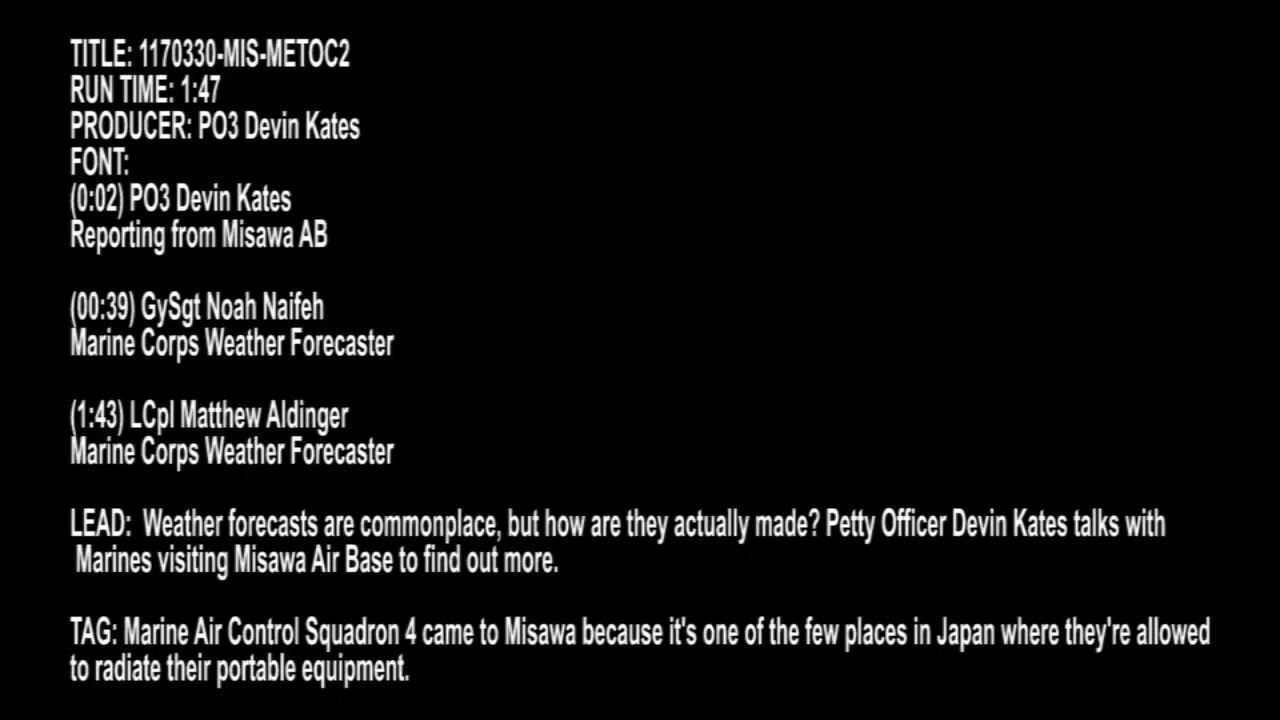 TITLE: 1170330-MIS-METOC2
RUN TIME: 1:47
PRODUCER: PO3 Devin Kates
FONT:
(0:02) PO3 Devin Kates
Reporting from Misawa AB
(00:39) GySgt Noah Naifeh
Marine Corps Weather Forecaster
(1:43) LCpl Matthew Aldinger
Marine Corps Weather Forecaster
LEAD:  Weather forecasts are commonplace, but how are they actually made? Petty Officer Devin Kates talks with
Marines visiting Misawa Air Base to find out more.
TAG: Marine Air Control Squadron 4 came to Misawa because it's one of the few places in Japan where they're allowed
to radiate their portable equipment.